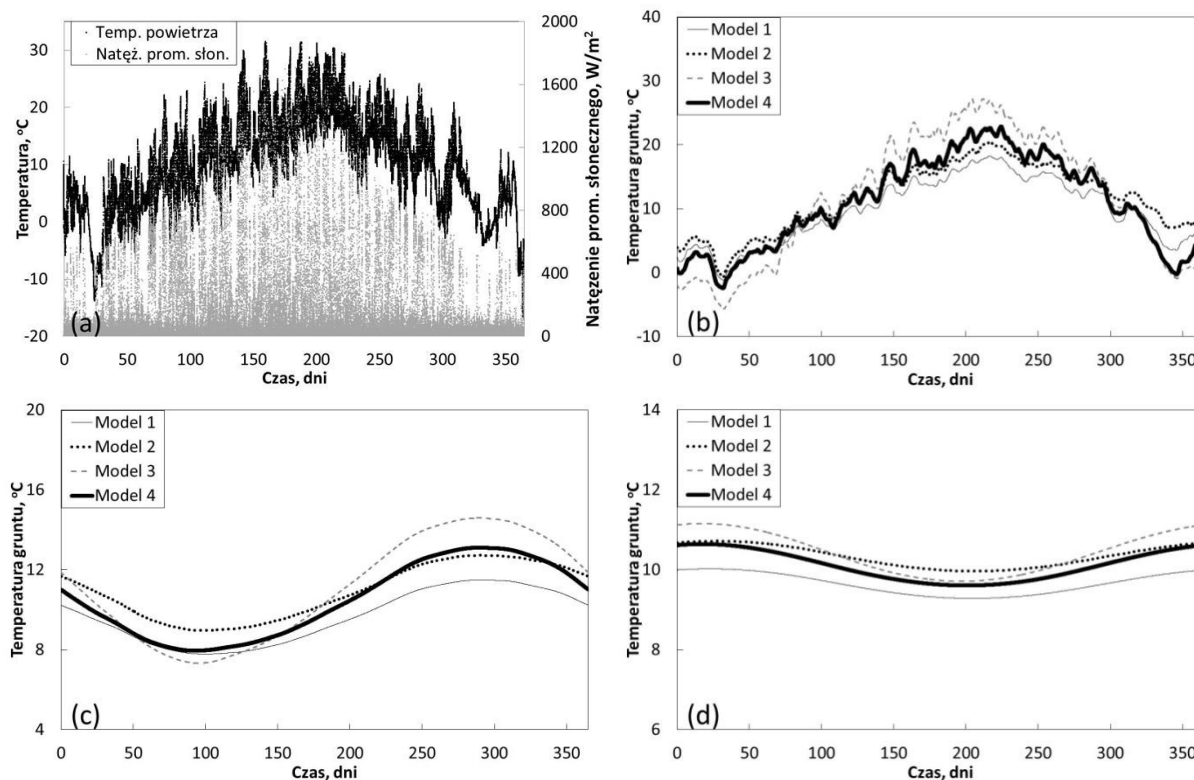 35
30
20
10
0
-10
-20
2000
1600
1200
800
400
0
Temperatura, °C
Temp. powietrza
Natęż. prom. słon.
Natężenie prom. słonecznego, W/m²
(a)
0 50 100 150 200 250 300 350
Czas, dni
40
30
20
10
0
-10
Temperatura gruntu, °C
Model 1
Model 2
Model 3
Model 4
(b)
0 50 100 150 200 250 300 350
Czas, dni
20
16
12
8
4
Temperatura gruntu, °C
Model 1
Model 2
Model 3
Model 4
(c)
0 50 100 150 200 250 300 350
Czas, dni
14
12
10
8
6
Temperatura gruntu, °C
Model 1
Model 2
Model 3
Model 4
(d)
0 50 100 150 200 250 300 350
Czas, dni